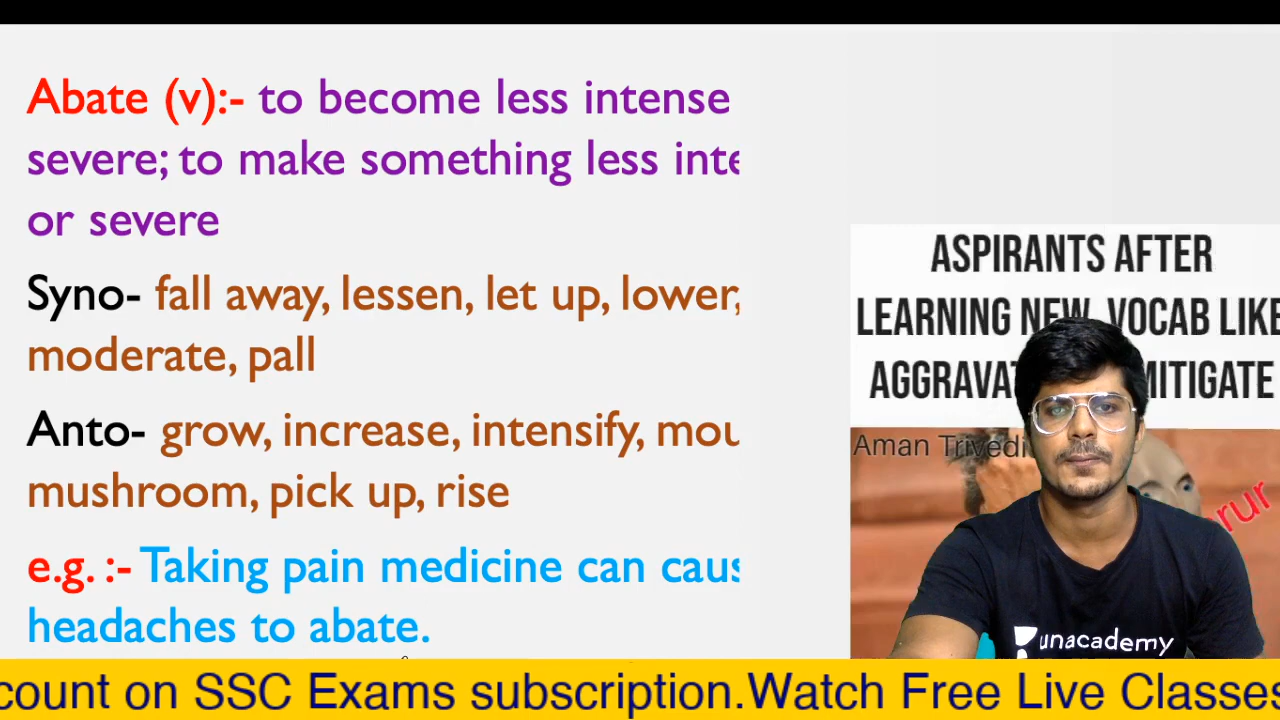 Abate (v):- to become less intense
severe; to make something less inte
or severe
Syno- fall away, lessen, let up, lower,
moderate, pall
Anto- grow, increase, intensify, mou
mushroom, pick up, rise
e.g. :- Taking pain medicine can caus
headaches to abate.
ASPIRANTS AFTER
LEARNING NEW VOCAB LIKE
AGGRAVAT MITIGATE
Aman Trivedi
rur
unacademy
count on SSC Exams subscription.Watch Free Live Classes